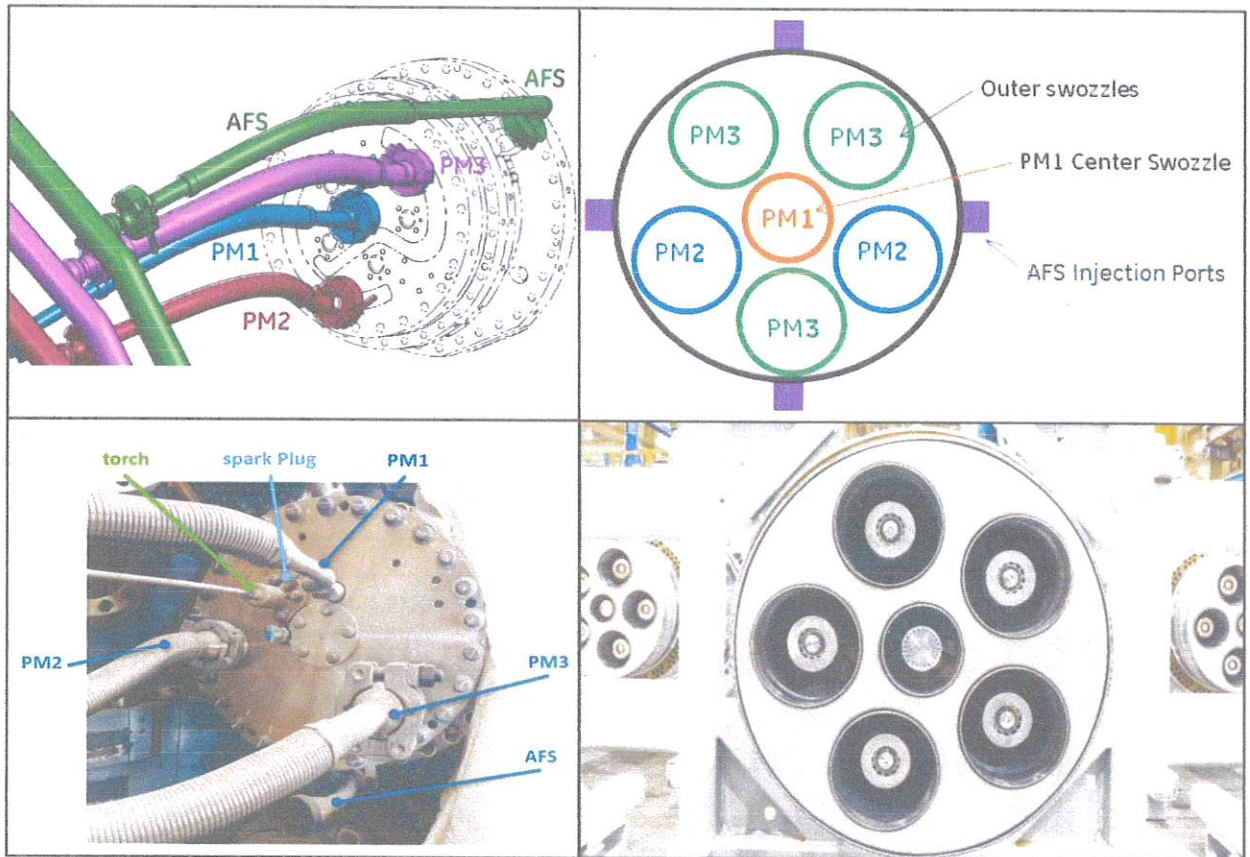 AFS
AFS
PM3
PM1
PM2
PM3
PM3
PM1
PM2
PM2
PM3
Outer swozzles
PM1 Center Swozzle
AFS Injection Ports
torch
spark Plug
PM1
PM2
PM3
AFS